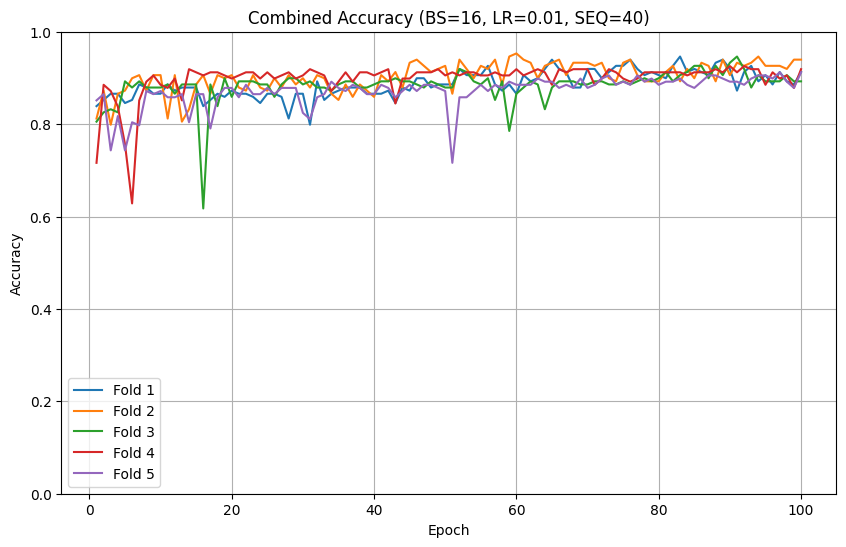 Combined Accuracy (BS=16, LR=0.01, SEQ=40)
Accuracy
1.0
0.8
0.6
0.4
0.2
0.0
Fold 1
Fold 2
Fold 3
Fold 4
Fold 5
0 20 40 60 80 100
Epoch